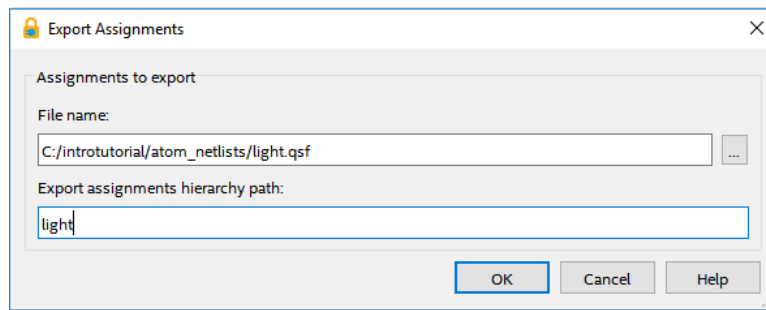 Export Assignments
Assignments to export
File name:
C:/introtutorial/atom_netlists/light.qsf
...
Export assignments hierarchy path:
light
OK Cancel Help